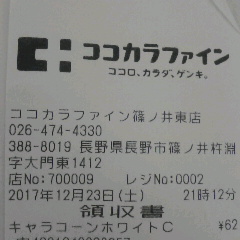 ココカラファイン
ココロ、カラダ、ゲンキ。
ココカラファイン篠ノ井東店
026-474-4330
388-8019 長野県長野市篠ノ井杵淵
字大門東1412
店No:700009 レジNo:0002
2017年12月23日(土) 21時12分
領収書
キャラコーンホワイトC ¥62